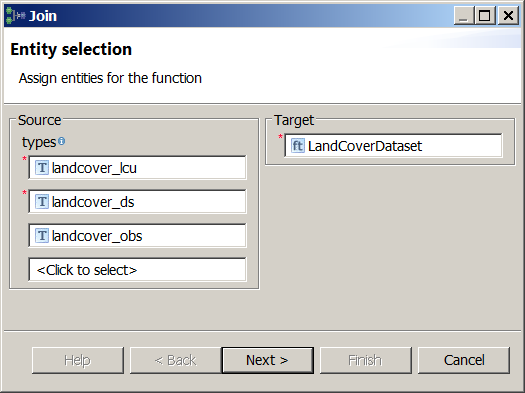 Join
Entity selection
Assign entities for the function
Source
types
* T landcover_lcu
* T landcover_ds
T landcover_obs
<Click to select>
Target
* ft LandCoverDataset
Help
< Back
Next >
Finish
Cancel